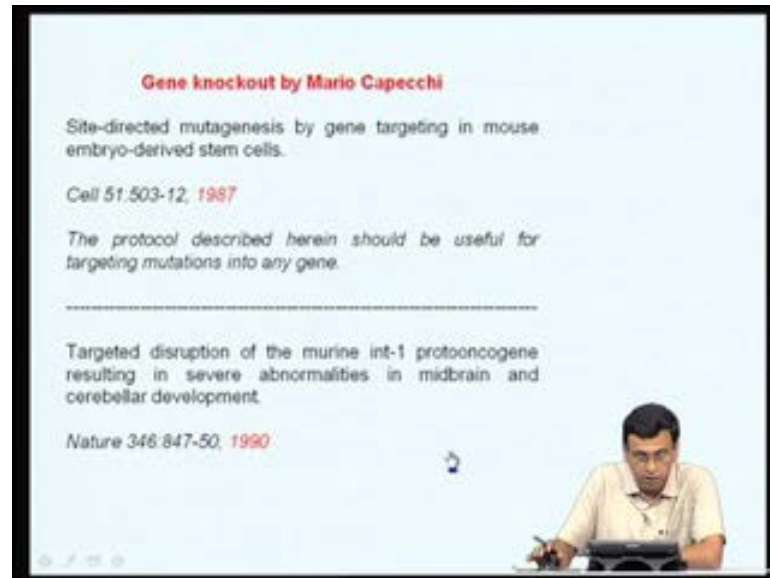 Gene knockout by Mario Capecchi
Site-directed mutagenesis by gene targeting in mouse
embryo-derived stem cells.
Cell 51:503-12, 1987
The protocol described herein should be useful for
targeting mutations into any gene.
Targeted disruption of the murine int-1 protooncogene
resulting in severe abnormalities in midbrain and
cerebellar development.
Nature 346:847-50, 1990